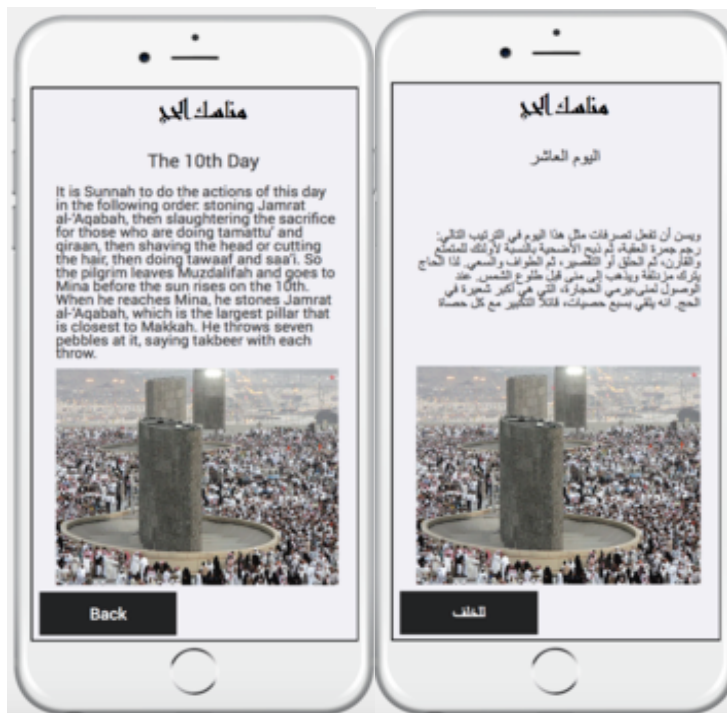 مناسك الحج
The 10th Day
It is Sunnah to do the actions of this day
in the following order: stoning Jamrat
al-'Aqabah, then slaughtering the sacrifice
for those who are doing tamattu' and
qiraan, then shaving the head or cutting
the hair, then doing tawaaf and saa'i. So
the pilgrim leaves Muzdalifah and goes to
Mina before the sun rises on the 10th.
When he reaches Mina, he stones Jamrat
al-'Aqabah, which is the largest pillar that
is closest to Makkah. He throws seven
pebbles at it, saying takbeer with each
throw.
Back
مناسك الحج
اليوم العاشر
ويسن أن تفعل تصرفات مثل هذا اليوم في الترتيب التالي:
رجم جمرة العقبة، ثم ذبح الأضحية بالنسبة لأولئك للمتمتع
والقارن، ثم الحلق أو التقصير، ثم الطواف والسعي. لذا الحاج
يترك مزدلفة ويذهب إلى منى قبل طلوع الشمس. عند
الوصول لمنى،يرمي الحجارة، التي هي أكبر شعيرة في
الحج. انه يلقي بسبع حصيات، قائلا التكبير مع كل حصاة
للخلف